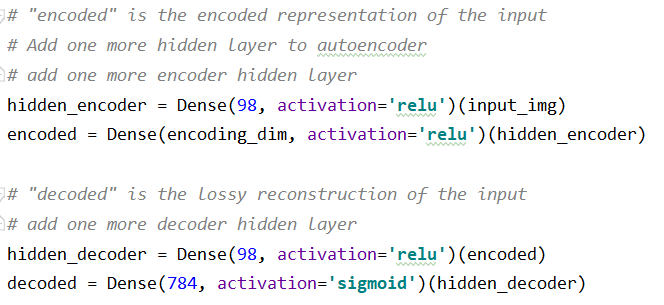 # "encoded" is the encoded representation of the input
# Add one more hidden layer to autoencoder
# add one more encoder hidden layer
hidden_encoder = Dense(98, activation='relu')(input_img)
encoded = Dense(encoding_dim, activation='relu')(hidden_encoder)
# "decoded" is the lossy reconstruction of the input
# add one more decoder hidden layer
hidden_decoder = Dense(98, activation='relu')(encoded)
decoded = Dense(784, activation='sigmoid')(hidden_decoder)